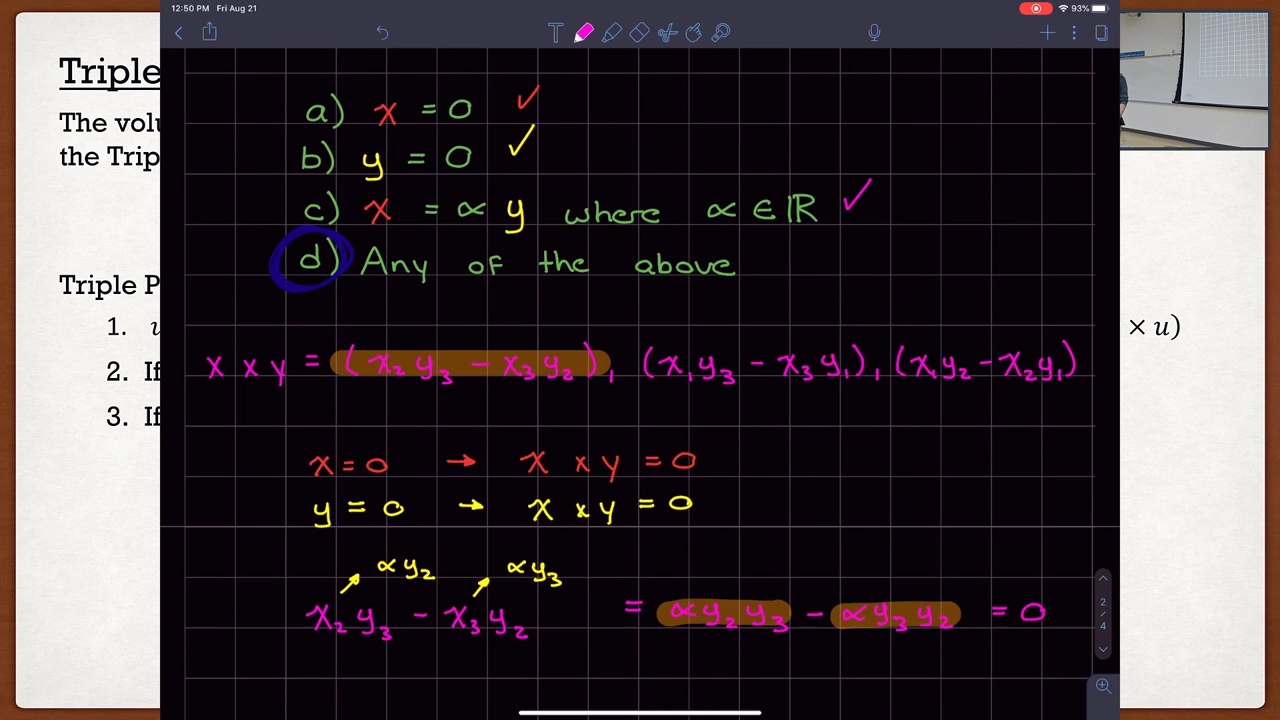 12:50 PM Fri Aug 21
93%
Triple
The volu
the Trip
a) x = 0 ✓
b) y = 0 ✓
c) x = ∝ y where ∝ ∈ ℝ ✓
d) Any of the above
Triple P
1. u
× u)
2. If
3. If
x × y = (x₂y₃ − x₃y₂), (x₁y₃ − x₃y₁), (x₁y₂ − x₂y₁)
x = 0 → x × y = 0
y = 0 → x × y = 0
∝y₂ ∝y₃
x₂y₃ − x₃y₂ = ∝y₂y₃ − ∝y₃y₂ = 0
2
/
4